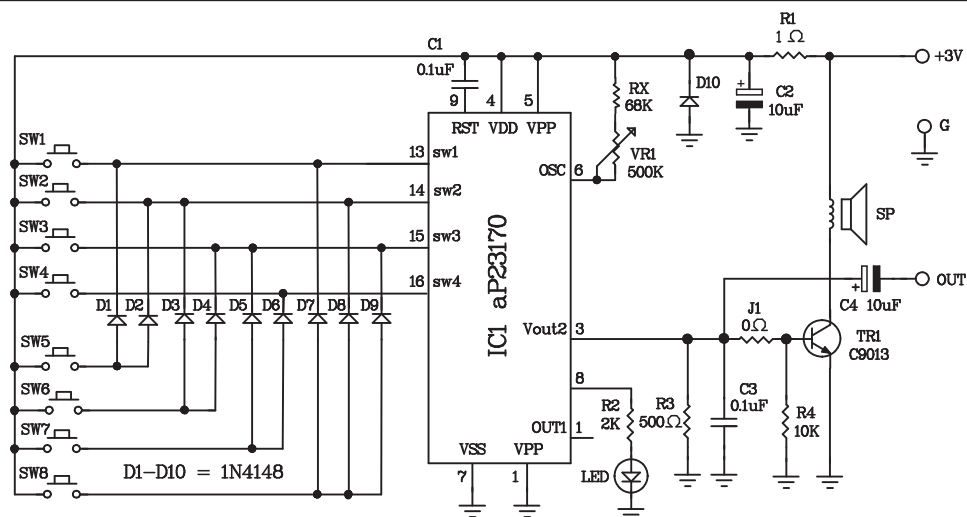 R1
1 Ω
+3V
C1
0.1uF
9
4
5
RST
VDD
VPP
RX
68K
D10
+
C2
10uF
G
SW1
13
sw1
OSC
6
VR1
500K
SW2
14
sw2
SW3
15
sw3
SP
SW4
16
sw4
IC1 aP23170
OUT
+
C4
10uF
D1
D2
D3
D4
D5
D6
D7
D8
D9
Vout2
3
J1
0Ω
TR1
C9013
SW5
8
SW6
R2
2K
R3
500Ω
C3
0.1uF
R4
10K
SW7
OUT1
1
VSS
VPP
LED
SW8
D1-D10 = 1N4148
7
1